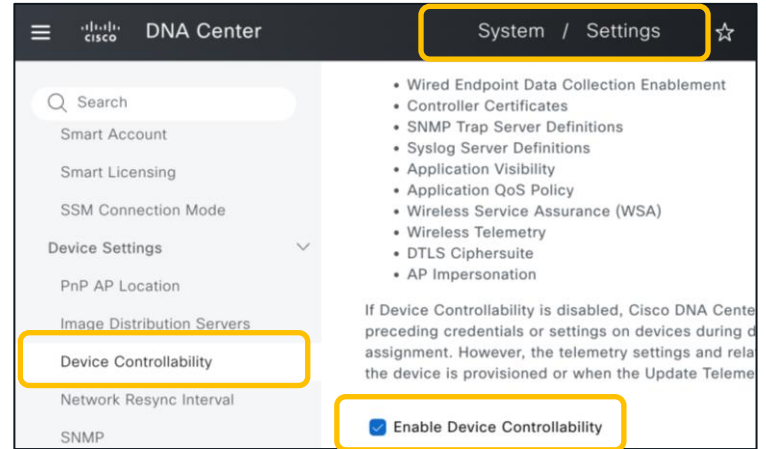 CISCO DNA Center
System / Settings
Search
Smart Account
Smart Licensing
SSM Connection Mode
Device Settings
PnP AP Location
Image Distribution Servers
Device Controllability
Network Resync Interval
SNMP
• Wired Endpoint Data Collection Enablement
• Controller Certificates
• SNMP Trap Server Definitions
• Syslog Server Definitions
• Application Visibility
• Application QoS Policy
• Wireless Service Assurance (WSA)
• Wireless Telemetry
• DTLS Ciphersuite
• AP Impersonation
If Device Controllability is disabled, Cisco DNA Cente
preceding credentials or settings on devices during d
assignment. However, the telemetry settings and rela
the device is provisioned or when the Update Teleme
Enable Device Controllability